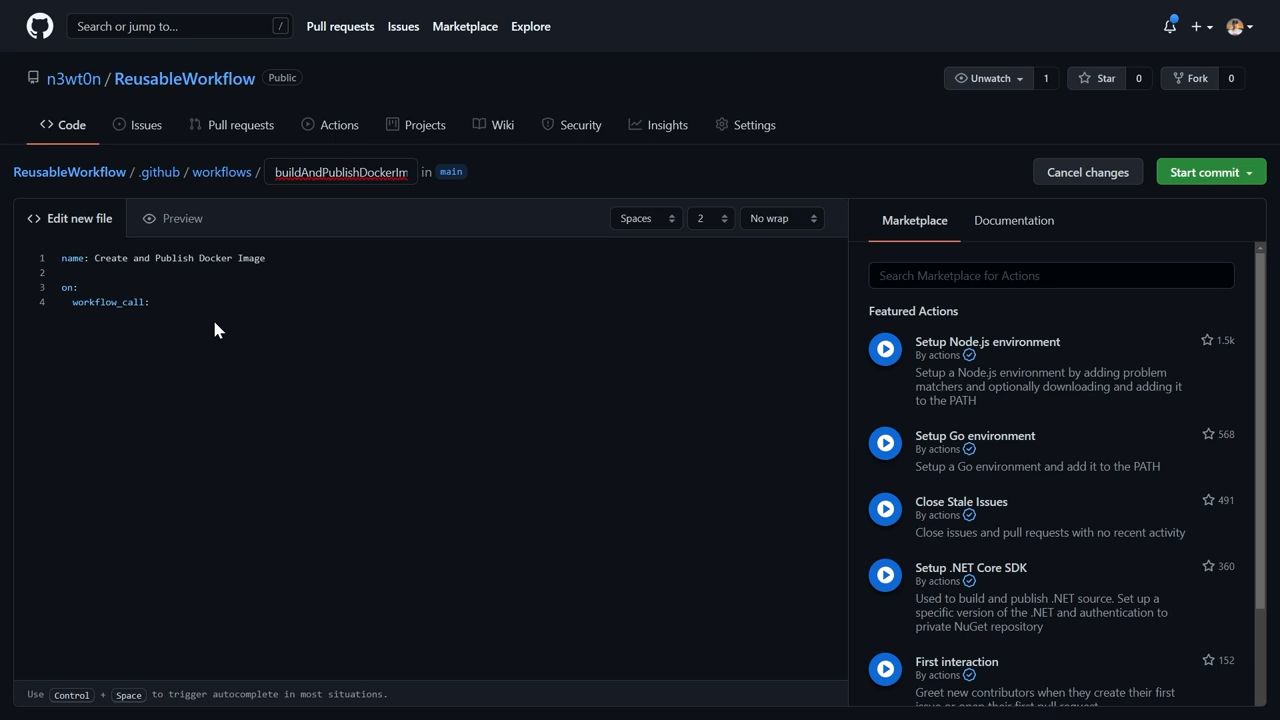 Search or jump to... /
Pull requests Issues Marketplace Explore
n3wt0n / ReusableWorkflow Public
Unwatch 1 Star 0 Fork 0
Code Issues Pull requests Actions Projects Wiki Security Insights Settings
ReusableWorkflow / .github / workflows / buildAndPublishDockerIm in main
Cancel changes Start commit
Edit new file Preview
Spaces 2 No wrap
1 name: Create and Publish Docker Image
2
3 on:
4 workflow_call:
Use Control + Space to trigger autocomplete in most situations.
Marketplace Documentation
Search Marketplace for Actions
Featured Actions
Setup Node.js environment 1.5k
By actions
Setup a Node.js environment by adding problem
matchers and optionally downloading and adding it
to the PATH
Setup Go environment 568
By actions
Setup a Go environment and add it to the PATH
Close Stale Issues 491
By actions
Close issues and pull requests with no recent activity
Setup .NET Core SDK 360
By actions
Used to build and publish .NET source. Set up a
specific version of the .NET and authentication to
private NuGet repository
First interaction 152
By actions
Greet new contributors when they create their first
issue or open their first pull request